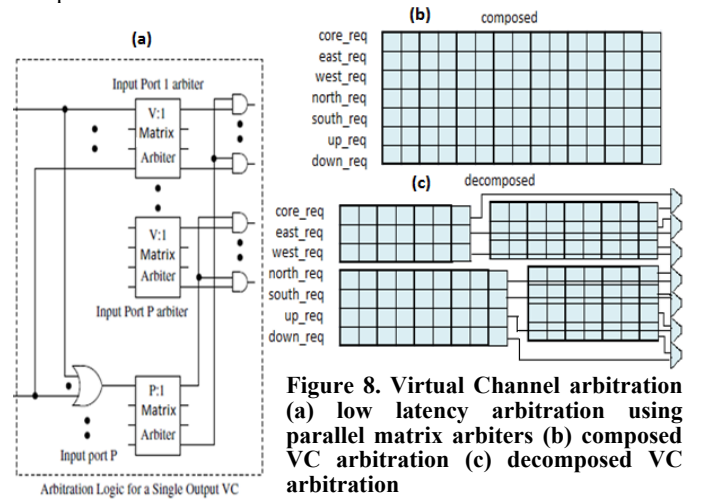 (a)
Input Port 1 arbiter
V:1
Matrix
Arbiter
V:1
Matrix
Arbiter
Input Port P arbiter
P:1
Matrix
Arbiter
Input port P
Arbitration Logic for a Single Output VC
(b)
composed
core_req
east_req
west_req
north_req
south_req
up_req
down_req
(c)
decomposed
core_req
east_req
west_req
north_req
south_req
up_req
down_req
Figure 8. Virtual Channel arbitration
(a) low latency arbitration using
parallel matrix arbiters (b) composed
VC arbitration (c) decomposed VC
arbitration